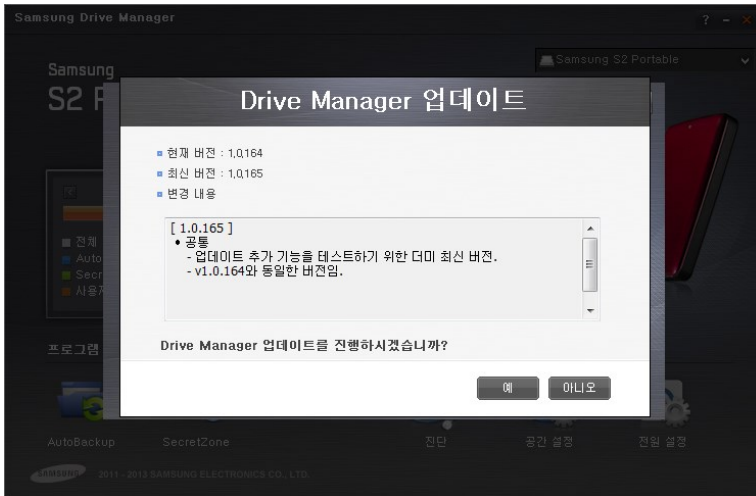 Samsung Drive Manager
? -
Samsung S2 Portable
Samsung
S2
Drive Manager 업데이트
현재 버전 : 1,0,164
최신 버전 : 1,0,165
변경 내용
[ 1.0.165 ]
• 공통
- 업데이트 추가 기능을 테스트하기 위한 더미 최신 버전.
- v1.0.164와 동일한 버전임.
전체
Auto
Secr
사용자
Drive Manager 업데이트를 진행하시겠습니까?
예
아니오
프로그램
AutoBackup
SecretZone
진단
공간 설정
전원 설정
SAMSUNG
2011 - 2013 SAMSUNG ELECTRONICS CO., LTD.